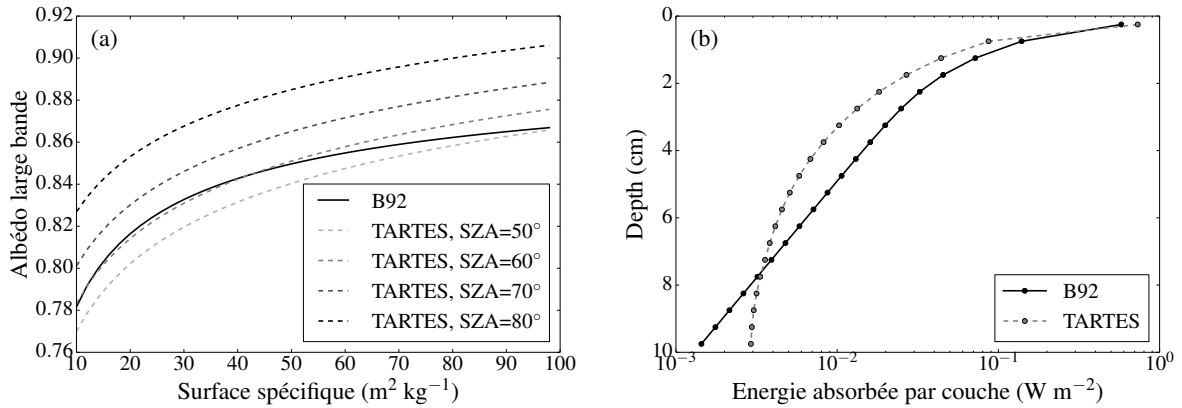 (a)
0.92
0.90
0.88
0.86
0.84
0.82
0.80
0.78
0.76
Albédo large bande
10 20 30 40 50 60 70 80 90 100
Surface spécifique (m² kg⁻¹)
B92
TARTES, SZA=50°
TARTES, SZA=60°
TARTES, SZA=70°
TARTES, SZA=80°
(b)
0
2
4
6
8
10
Depth (cm)
10⁻³ 10⁻² 10⁻¹ 10⁰
Energie absorbée par couche (W m⁻²)
B92
TARTES